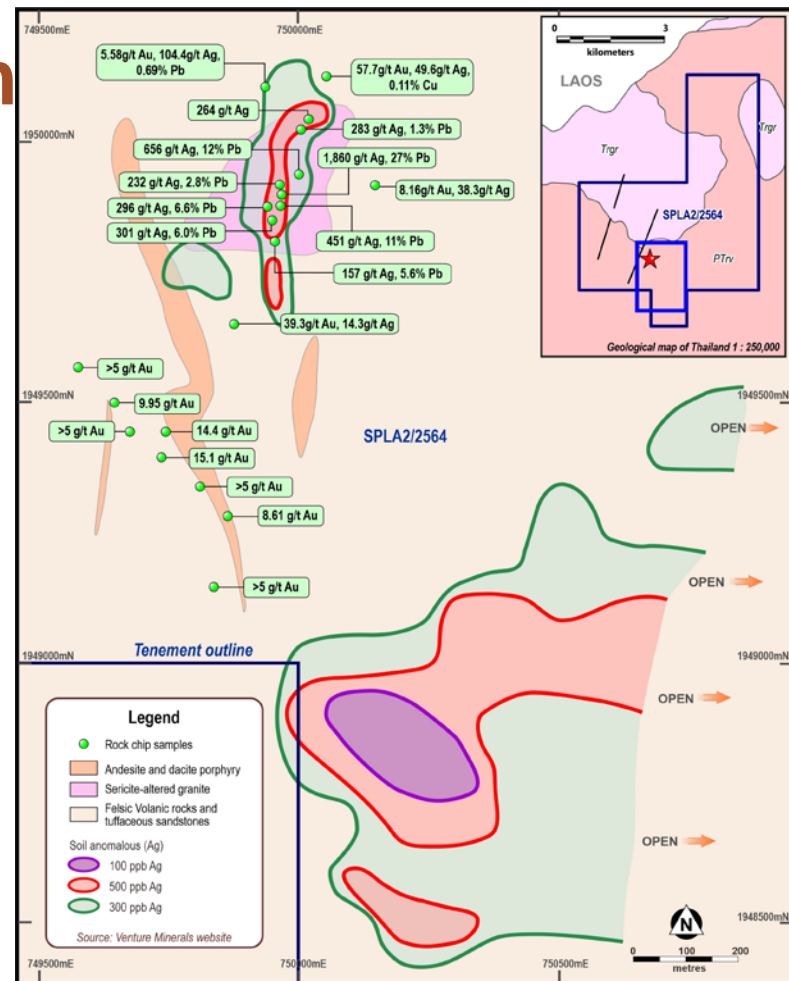 n
749500mE
750000mE
5.58g/t Au, 104.4g/t Ag,
0.69% Pb
57.7g/t Au, 49.6g/t Ag,
0.11% Cu
264 g/t Ag
1950000mN
283 g/t Ag, 1.3% Pb
656 g/t Ag, 12% Pb
1,860 g/t Ag, 27% Pb
232 g/t Ag, 2.8% Pb
8.16g/t Au, 38.3g/t Ag
296 g/t Ag, 6.6% Pb
301 g/t Ag, 6.0% Pb
451 g/t Ag, 11% Pb
157 g/t Ag, 5.6% Pb
39.3g/t Au, 14.3g/t Ag
0 3
kilometers
LAOS
Trgr
Trgr
SPLA2/2564
PTrv
Geological map of Thailand 1 : 250,000
>5 g/t Au
1949500mN
1949500mN
9.95 g/t Au
>5 g/t Au
14.4 g/t Au
SPLA2/2564
OPEN
15.1 g/t Au
>5 g/t Au
8.61 g/t Au
>5 g/t Au
OPEN
Tenement outline
1949000mN
1949000mN
OPEN
OPEN
Legend
Rock chip samples
Andesite and dacite porphyry
Sericite-altered granite
Felsic Volanic rocks and
tuffaceous sandstones
Soil anomalous (Ag)
100 ppb Ag
500 ppb Ag
300 ppb Ag
Source: Venture Minerals website
N
1948500mN
0 100 200
metres
749500mE
750000mE
750500mE